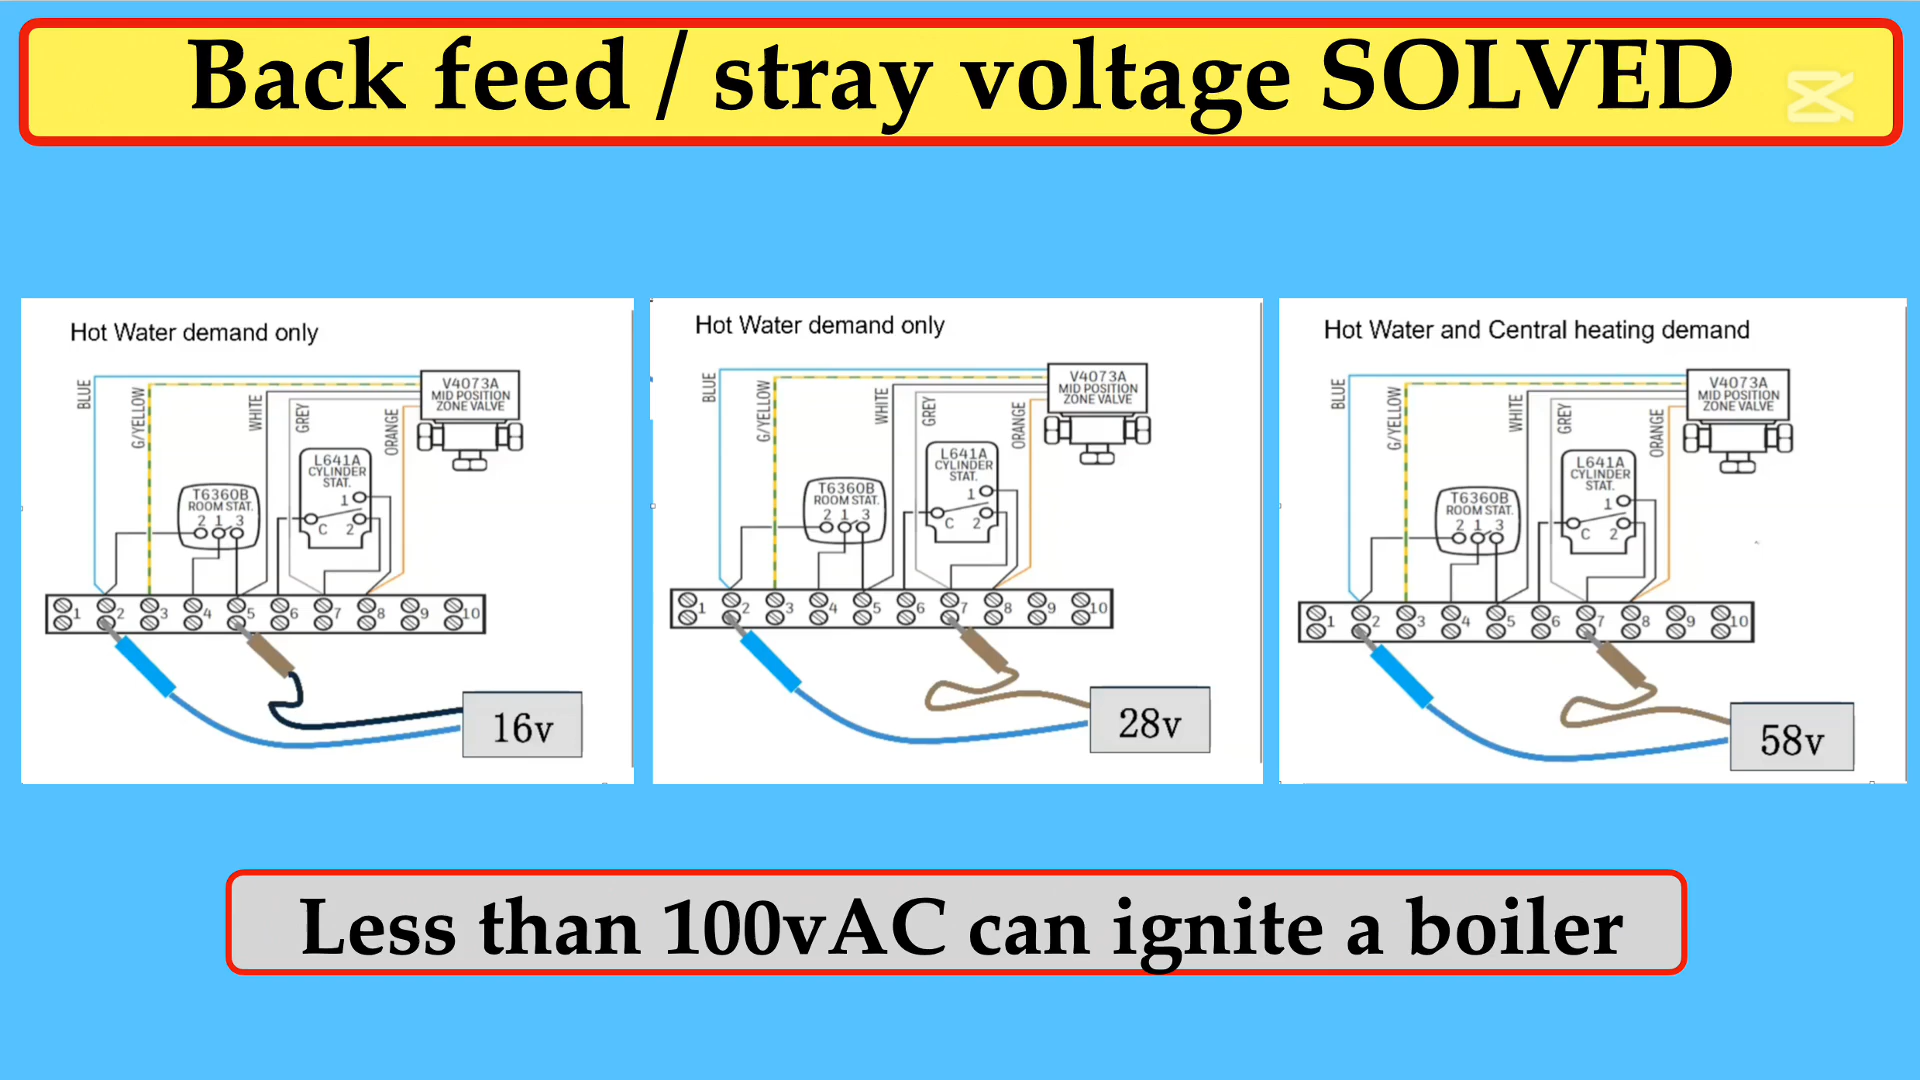 Back feed / stray voltage SOLVED
Hot Water demand only
BLUE
G/YELLOW
WHITE
GREY
ORANGE
V4073A
MID POSITION
ZONE VALVE
L641A
CYLINDER
STAT.
1
C 2
T6360B
ROOM STAT.
2 1 3
1 2 3 4 5 6 7 8 9 10
16v
Hot Water demand only
BLUE
G/YELLOW
WHITE
GREY
ORANGE
V4073A
MID POSITION
ZONE VALVE
L641A
CYLINDER
STAT.
1
C 2
T6360B
ROOM STAT.
2 1 3
1 2 3 4 5 6 7 8 9 10
28v
Hot Water and Central heating demand
BLUE
G/YELLOW
WHITE
GREY
ORANGE
V4073A
MID POSITION
ZONE VALVE
L641A
CYLINDER
STAT.
1
C 2
T6360B
ROOM STAT.
2 1 3
1 2 3 4 5 6 7 8 9 10
58v
Less than 100vAC can ignite a boiler